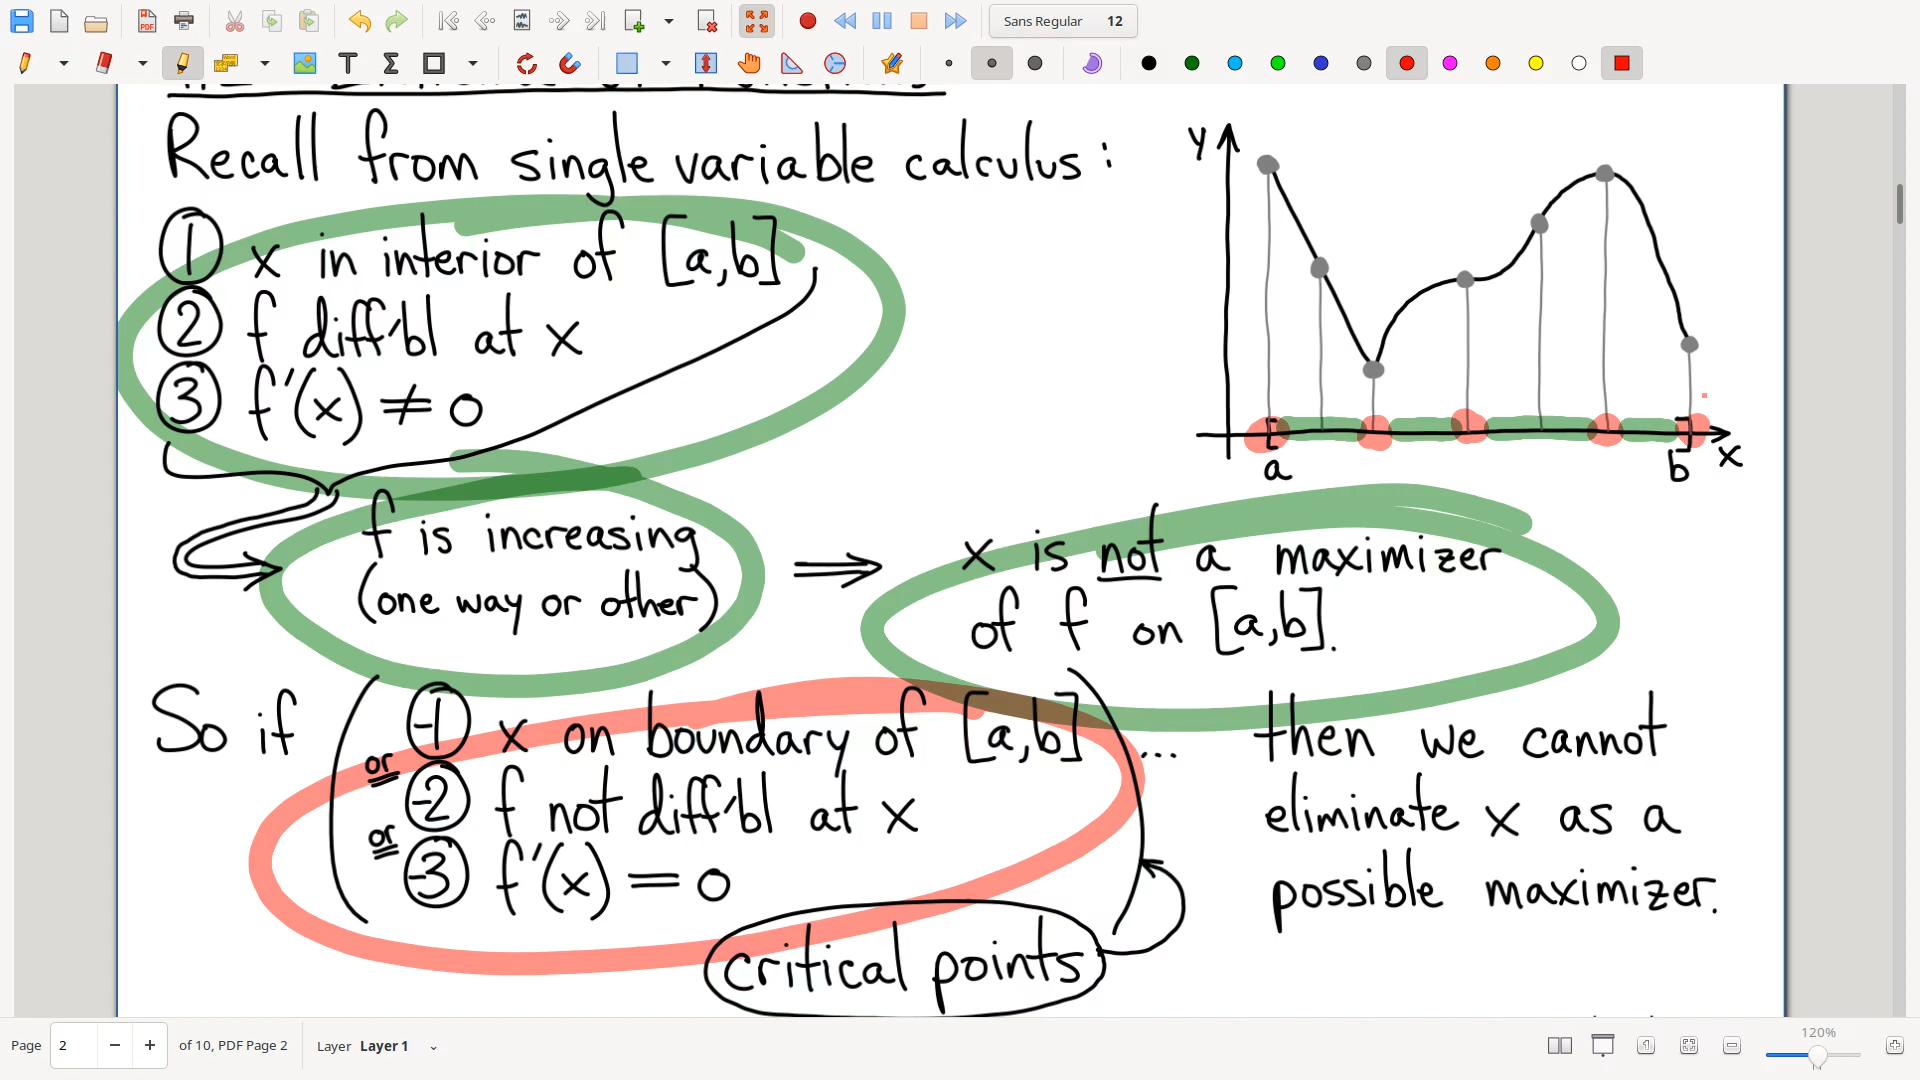 Sans Regular 12
Recall from single variable calculus:
① x in interior of [a,b]
② f diff'bl at x
③ f'(x) ≠ 0
y
a
b
x
f is increasing
(one way or other)
⟹
x is not a maximizer
of f on [a,b].
So if
(-1) x on boundary of [a,b] ...
or
(-2) f not diff'bl at x
or
(-3) f'(x) = 0
critical points
then we cannot
eliminate x as a
possible maximizer.
Page 2 − + of 10, PDF Page 2 Layer Layer 1
120%